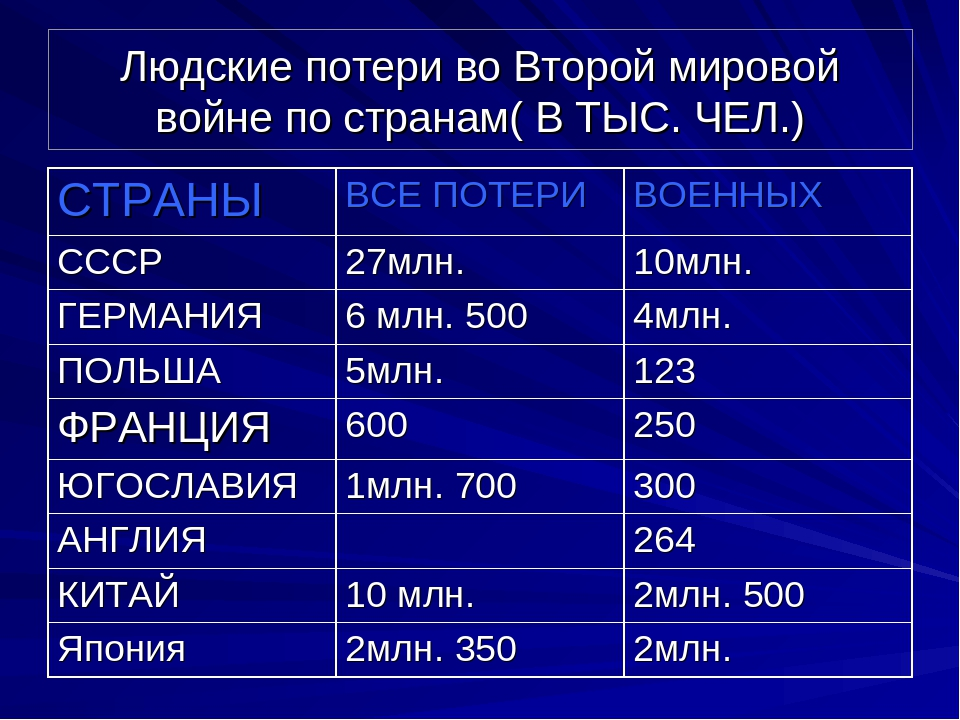 Людские потери во Второй мировой
войне по странам( В ТЫС. ЧЕЛ.)
СТРАНЫ ВСЕ ПОТЕРИ ВОЕННЫХ
СССР 27млн. 10млн.
ГЕРМАНИЯ 6 млн. 500 4млн.
ПОЛЬША 5млн. 123
ФРАНЦИЯ 600 250
ЮГОСЛАВИЯ 1млн. 700 300
АНГЛИЯ 264
КИТАЙ 10 млн. 2млн. 500
Япония 2млн. 350 2млн.